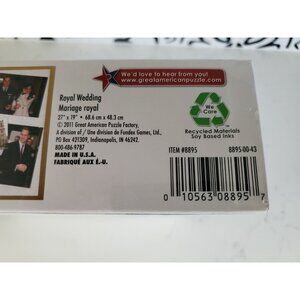 We'd love to hear from you!
www.greatamericanpuzzle.com
Royal Wedding
Mariage royal
27" x 19" • 68.6 cm x 48.3 cm
© 2011 Great American Puzzle Factory,
A division of / Une division de Fundex Games, Ltd.
PO Box 421309, Indianapolis, IN 46242.
800-486-9787
MADE IN U.S.A.
FABRIQUÉ AUX É.-U.
We
Care
Recycled Materials
Soy Based Inks
ITEM #8895
8895-00-43
0 10563 08895 7